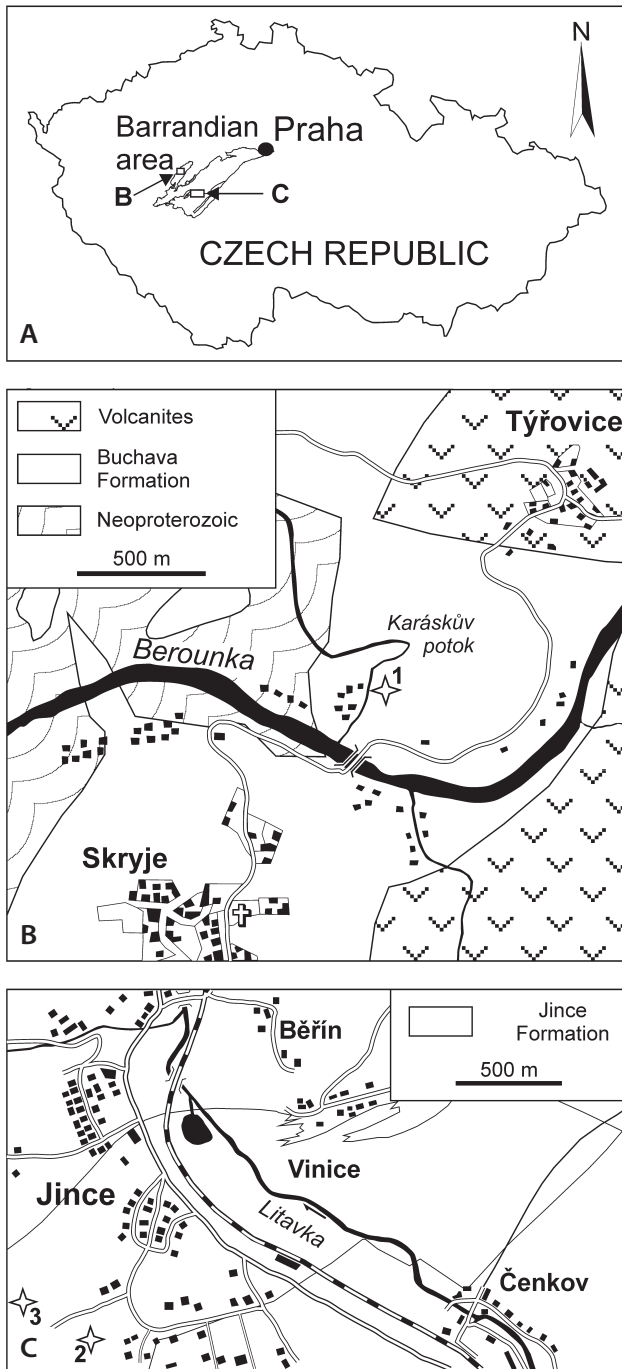 N
Barrandian
area
Praha
B
C
CZECH REPUBLIC
A
Volcanites
Buchava
Formation
Neoproterozoic
500 m
Týřovice
Karáskův
potok
Berounka
1
Skryje
B
Jince
Formation
500 m
Běřín
Vinice
Jince
Litavka
Čenkov
3
2
C